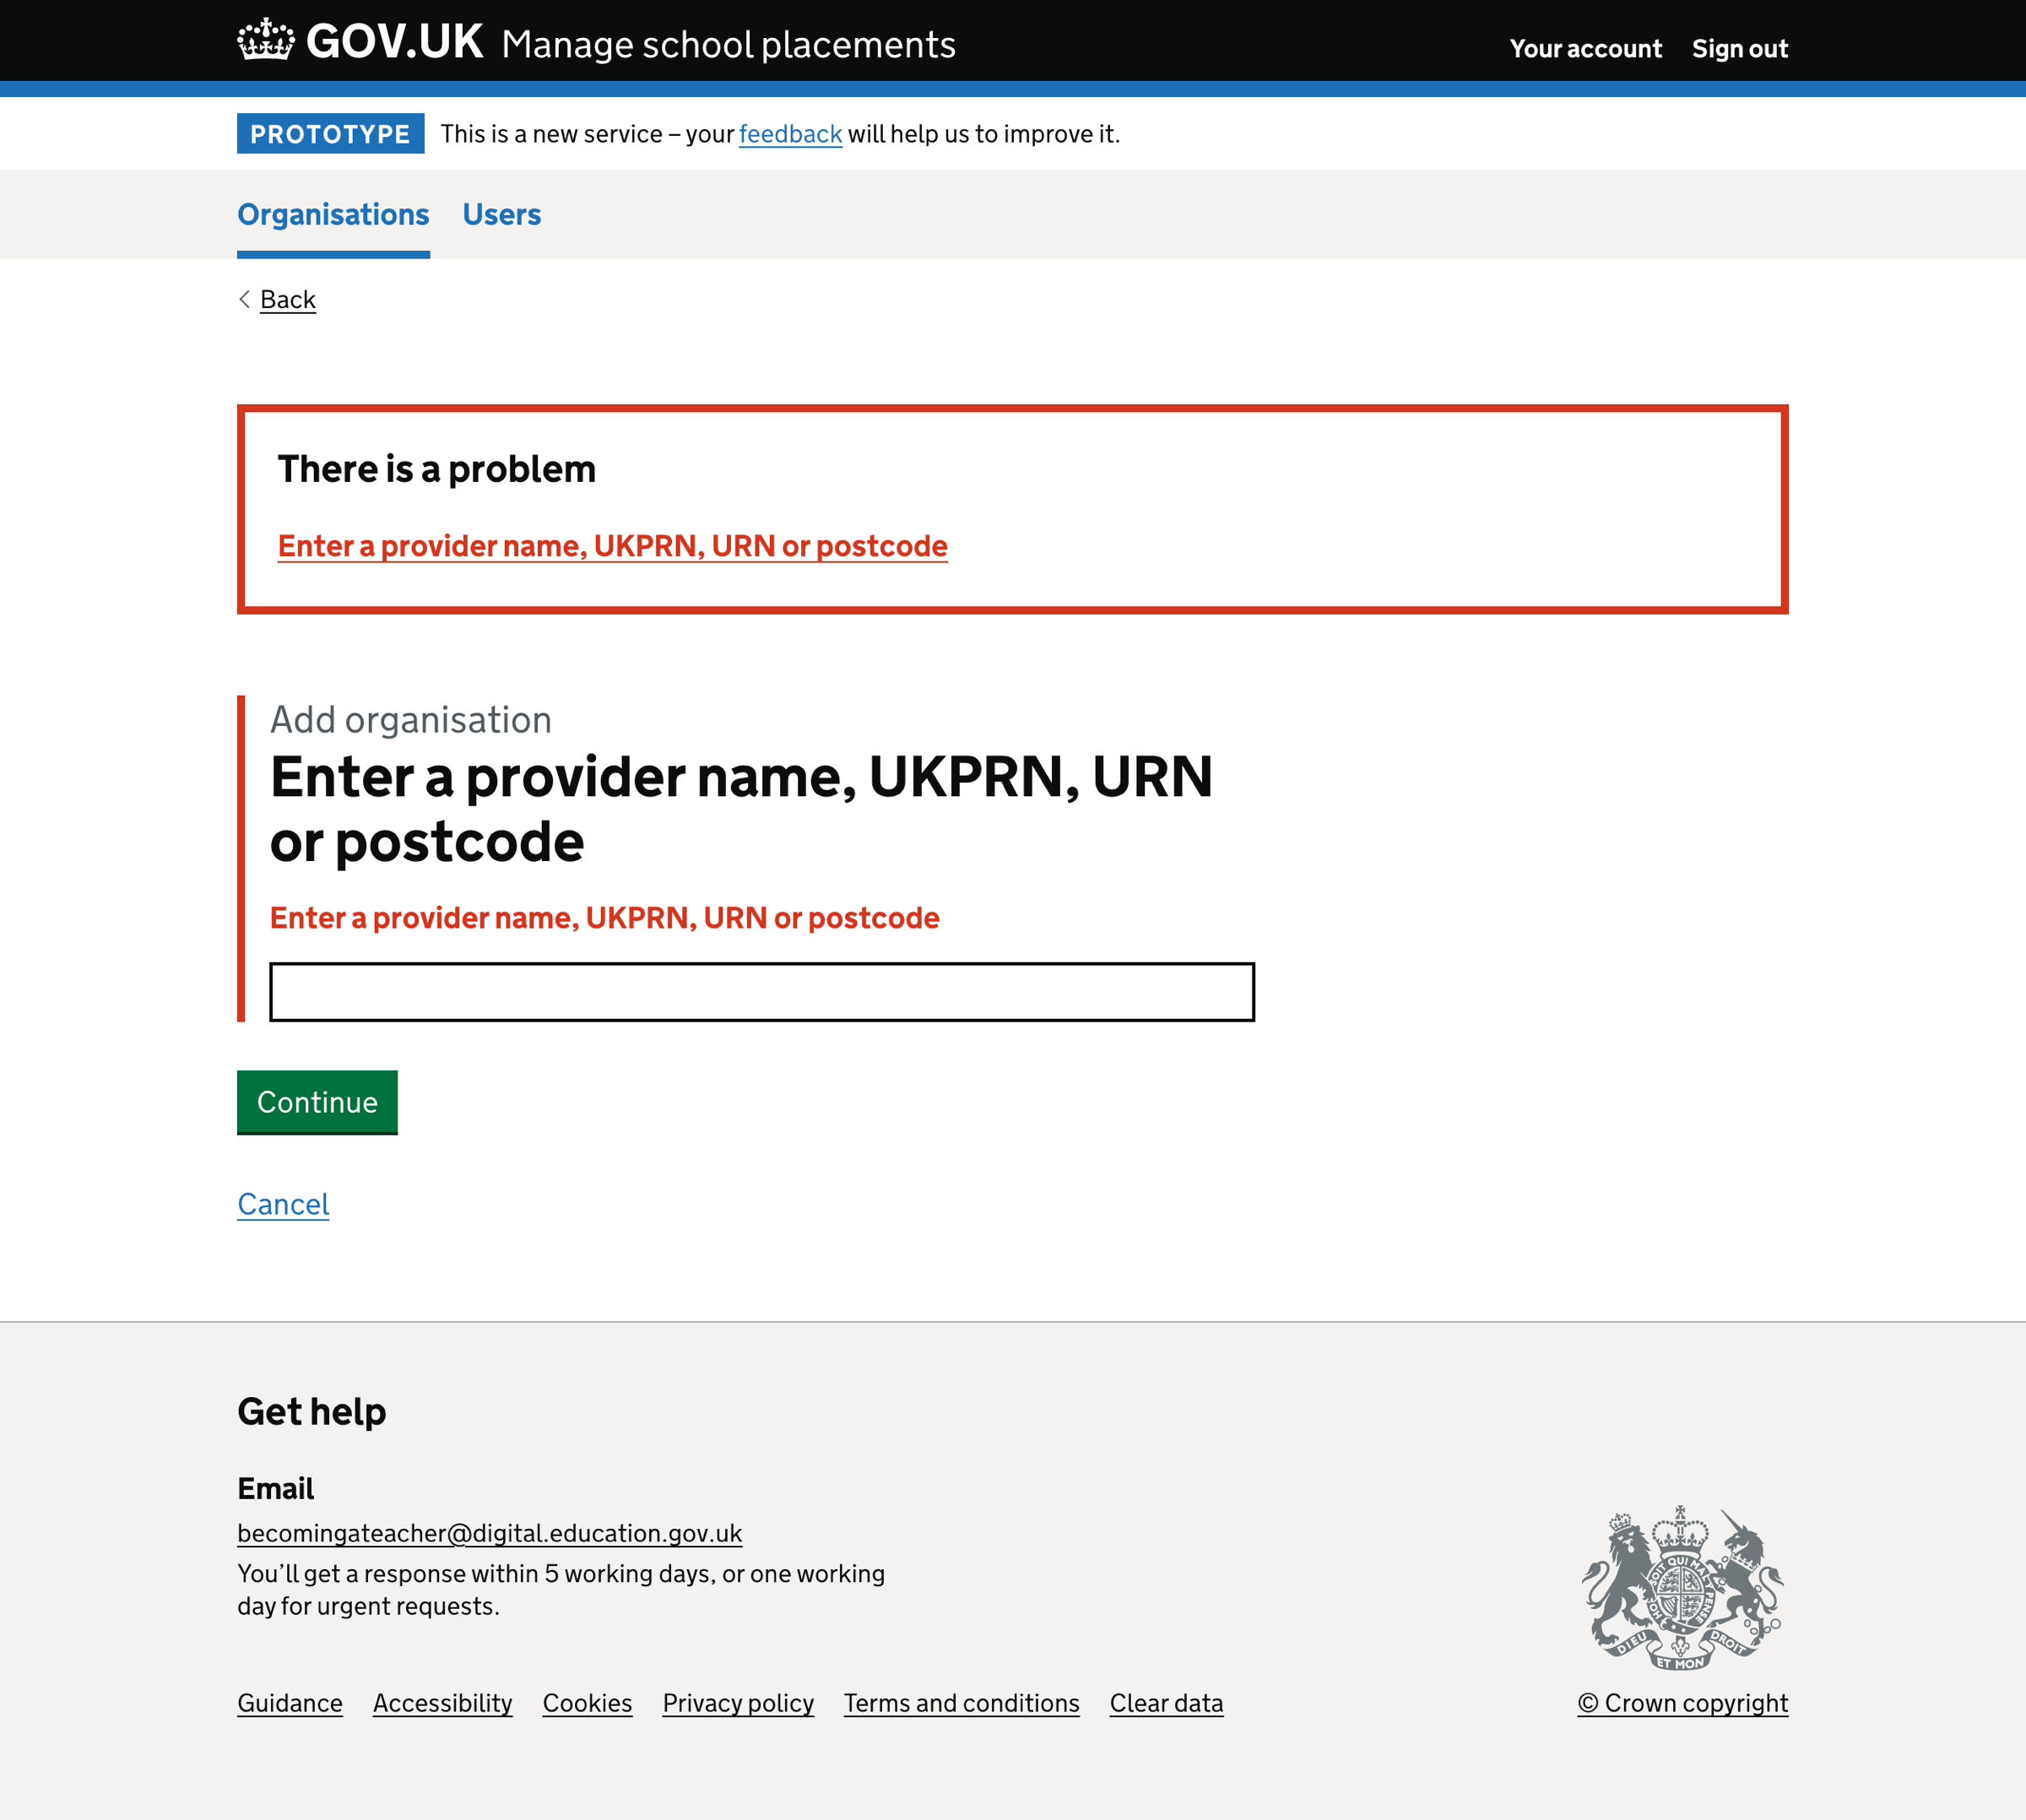 GOV.UK Manage school placements
Your account Sign out
PROTOTYPE This is a new service – your feedback will help us to improve it.
Organisations Users
Back
There is a problem
Enter a provider name, UKPRN, URN or postcode
Add organisation
Enter a provider name, UKPRN, URN
or postcode
Enter a provider name, UKPRN, URN or postcode
Continue
Cancel
Get help
Email
becomingateacher@digital.education.gov.uk
You’ll get a response within 5 working days, or one working
day for urgent requests.
DIEU ET MON DROIT
Guidance Accessibility Cookies Privacy policy Terms and conditions Clear data
© Crown copyright